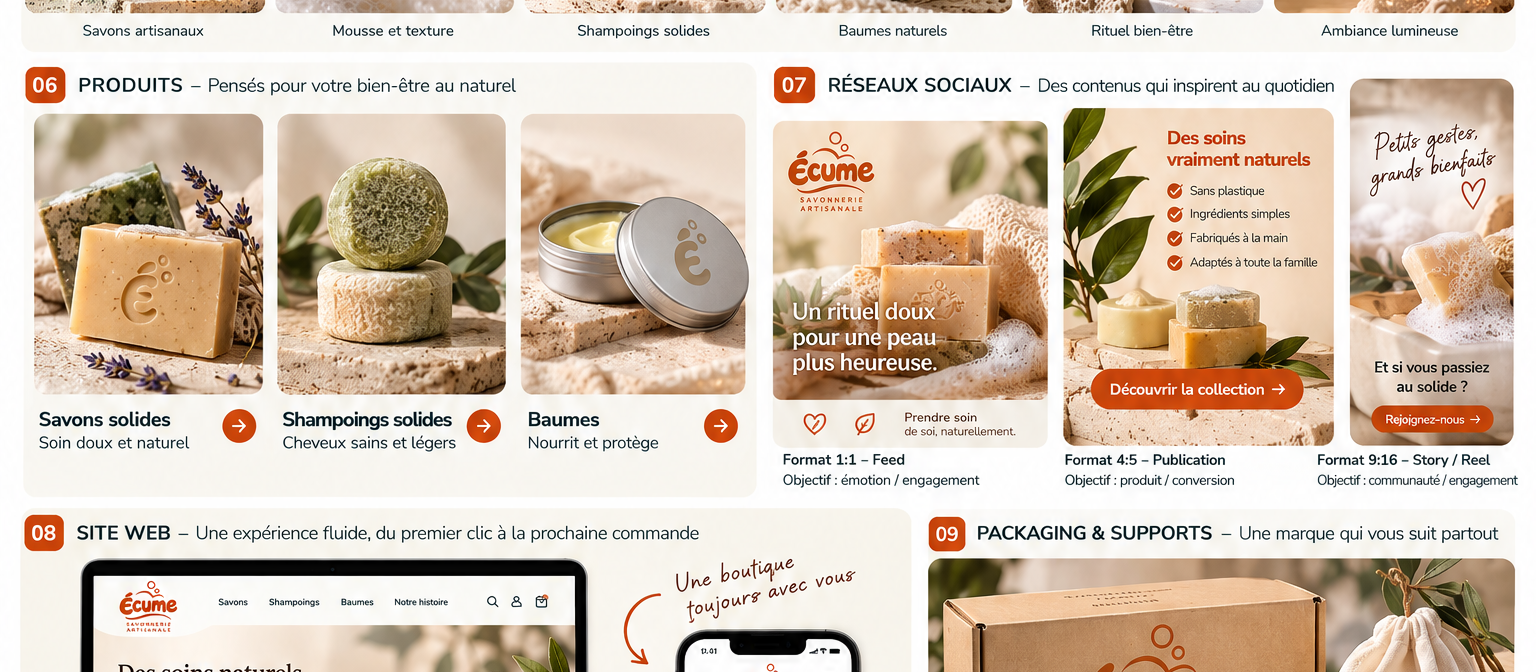 Savons artisanaux
Mousse et texture
Shampoings solides
Baumes naturels
Rituel bien-être
Ambiance lumineuse
06 PRODUITS – Pensés pour votre bien-être au naturel
É
É
Savons solides
Soin doux et naturel
Shampoings solides
Cheveux sains et légers
Baumes
Nourrit et protège
07 RÉSEAUX SOCIAUX – Des contenus qui inspirent au quotidien
Écume
SAVONNERIE
ARTISANALE
Un rituel doux
pour une peau
plus heureuse.
Prendre soin
de soi, naturellement.
Format 1:1 – Feed
Objectif : émotion / engagement
Des soins
vraiment naturels
Sans plastique
Ingrédients simples
Fabriqués à la main
Adaptés à toute la famille
Découvrir la collection →
Format 4:5 – Publication
Objectif : produit / conversion
Petits gestes,
grands bienfaits
Et si vous passiez
au solide ?
Rejoignez-nous →
Format 9:16 – Story / Reel
Objectif : communauté / engagement
08 SITE WEB – Une expérience fluide, du premier clic à la prochaine commande
Écume
SAVONNERIE
ARTISANALE
Savons
Shampoings
Baumes
Notre histoire
Des soins naturels
Une boutique
toujours avec vous
09 PACKAGING & SUPPORTS – Une marque qui vous suit partout